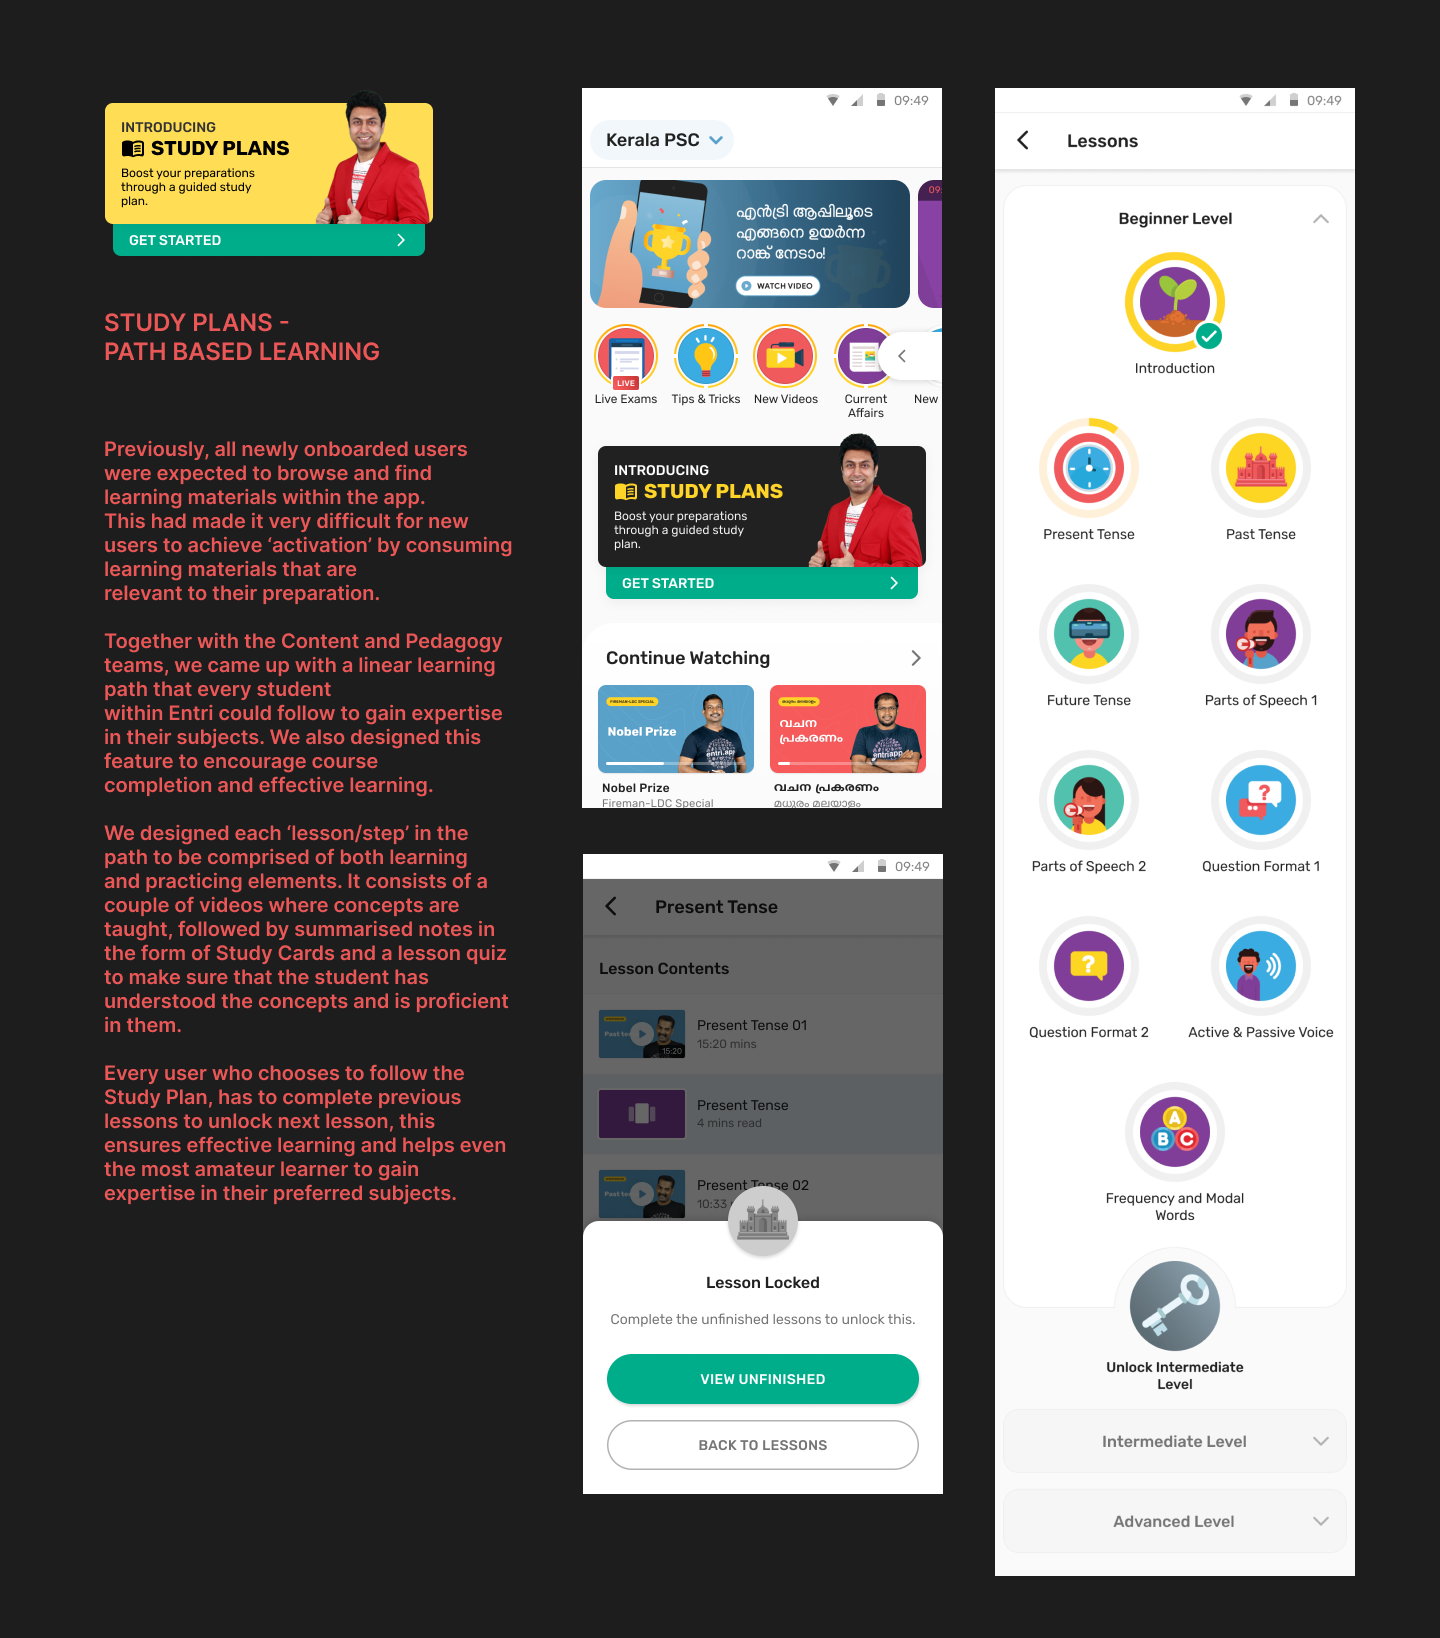 INTRODUCING
STUDY PLANS
Boost your preparations
through a guided study
plan.
GET STARTED
STUDY PLANS -
PATH BASED LEARNING
Previously, all newly onboarded users
were expected to browse and find
learning materials within the app.
This had made it very difficult for new
users to achieve ‘activation’ by consuming
learning materials that are
relevant to their preparation.
Together with the Content and Pedagogy
teams, we came up with a linear learning
path that every student
within Entri could follow to gain expertise
in their subjects. We also designed this
feature to encourage course
completion and effective learning.
We designed each ‘lesson/step’ in the
path to be comprised of both learning
and practicing elements. It consists of a
couple of videos where concepts are
taught, followed by summarised notes in
the form of Study Cards and a lesson quiz
to make sure that the student has
understood the concepts and is proficient
in them.
Every user who chooses to follow the
Study Plan, has to complete previous
lessons to unlock next lesson, this
ensures effective learning and helps even
the most amateur learner to gain
expertise in their preferred subjects.
09:49
Kerala PSC
എൻട്രി ആപ്പിലൂടെ
എങ്ങനെ ഉയർന്ന
റാങ്ക് നേടാം!
WATCH VIDEO
09:
LIVE
Live Exams
Tips & Tricks
New Videos
Current
Affairs
New
INTRODUCING
STUDY PLANS
Boost your preparations
through a guided study
plan.
GET STARTED
Continue Watching
FIREMAN-LDC SPECIAL
Nobel Prize
entri.app
മധുരം മലയാളം
വചന
പ്രകരണം
entri.app
Nobel Prize
Fireman-LDC Special
വചന പ്രകരണം
മധുരം മലയാളം
09:49
Present Tense
Lesson Contents
Past ten
15:20
Present Tense 01
15:20 mins
Present Tense
4 mins read
Past ten
Present Tense 02
10:33
Lesson Locked
Complete the unfinished lessons to unlock this.
VIEW UNFINISHED
BACK TO LESSONS
09:49
Lessons
Beginner Level
Introduction
Present Tense
Past Tense
Future Tense
Parts of Speech 1
Parts of Speech 2
?
Question Format 1
?
Question Format 2
Active & Passive Voice
A
B C
Frequency and Modal
Words
Unlock Intermediate
Level
Intermediate Level
Advanced Level